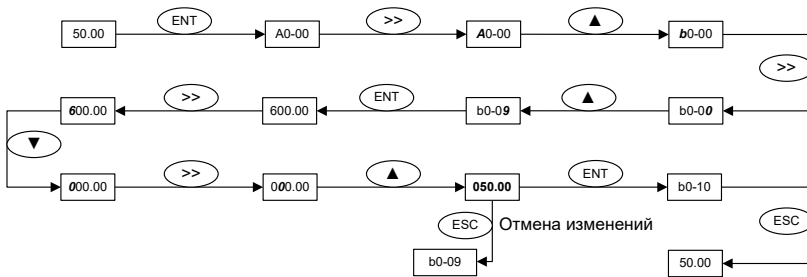 50.00 ENT A0-00 >> A0-00 ▲ b0-00
>>
600.00 >> 600.00 ENT b0-09 ▲ b0-00
▼
000.00 >> 000.00 ▲ 050.00 ENT b0-10
ESC Отмена изменений ESC
b0-09 50.00